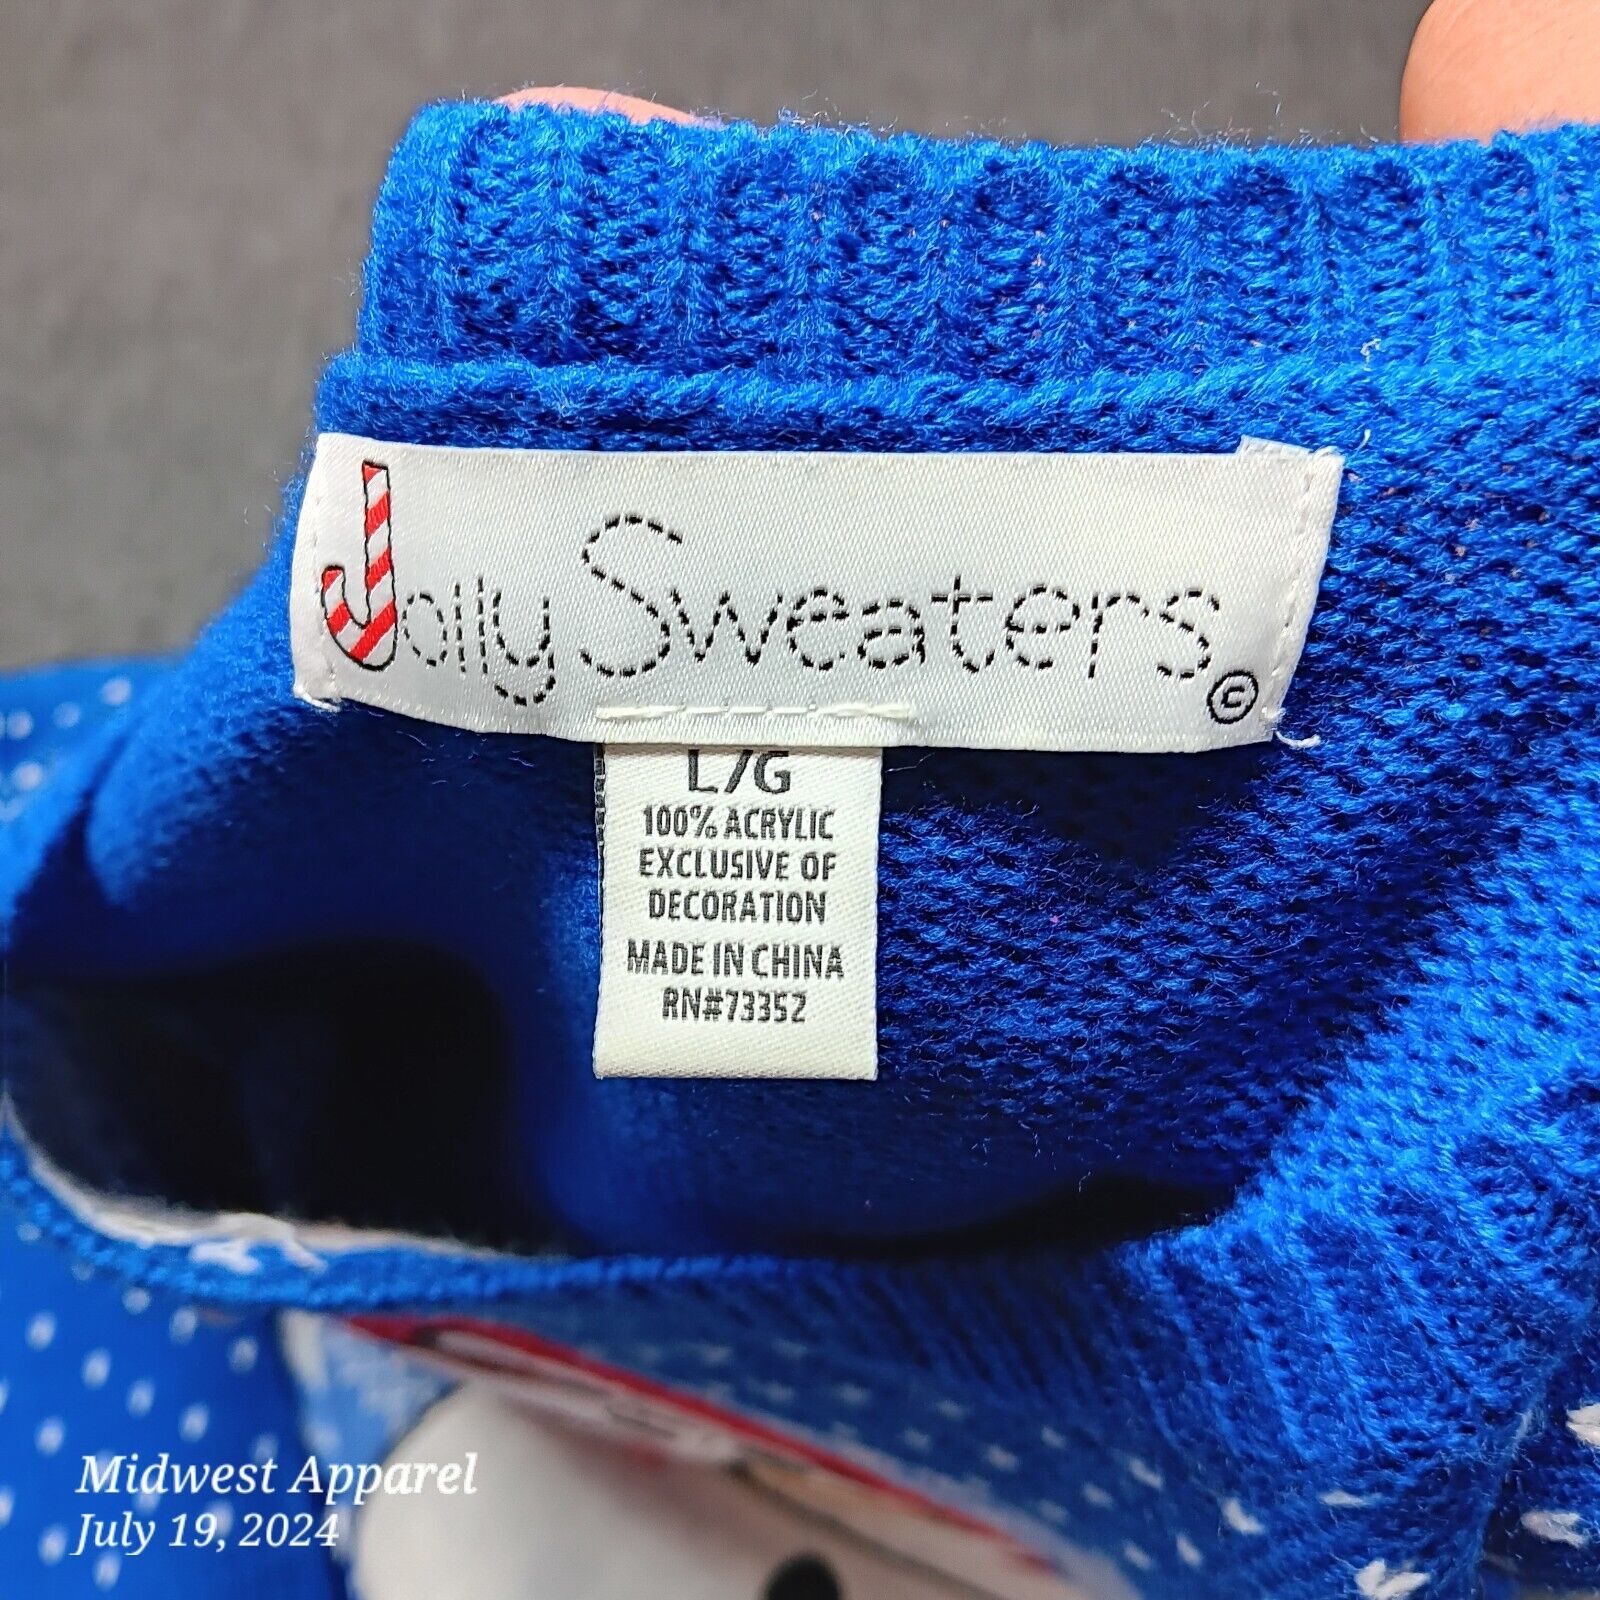 Jolly Sweaters ©
L/G
100% ACRYLIC
EXCLUSIVE OF
DECORATION
MADE IN CHINA
RN#73352
Midwest Apparel
July 19, 2024